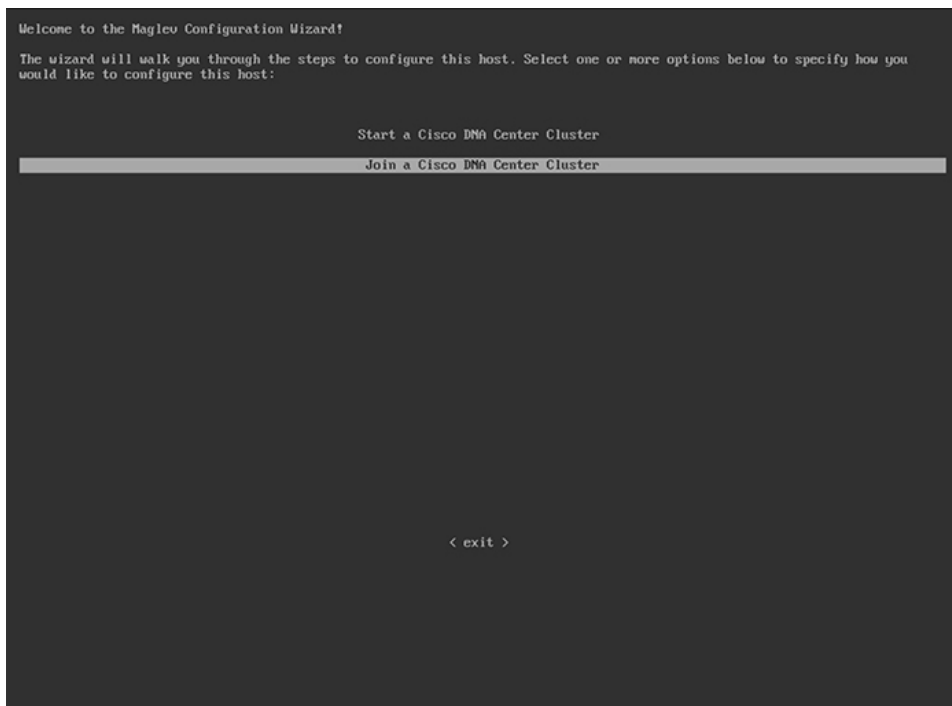 Welcome to the Maglev Configuration Wizard!
The wizard will walk you through the steps to configure this host. Select one or more options below to specify how you
would like to configure this host:
Start a Cisco DNA Center Cluster
Join a Cisco DNA Center Cluster
< exit >